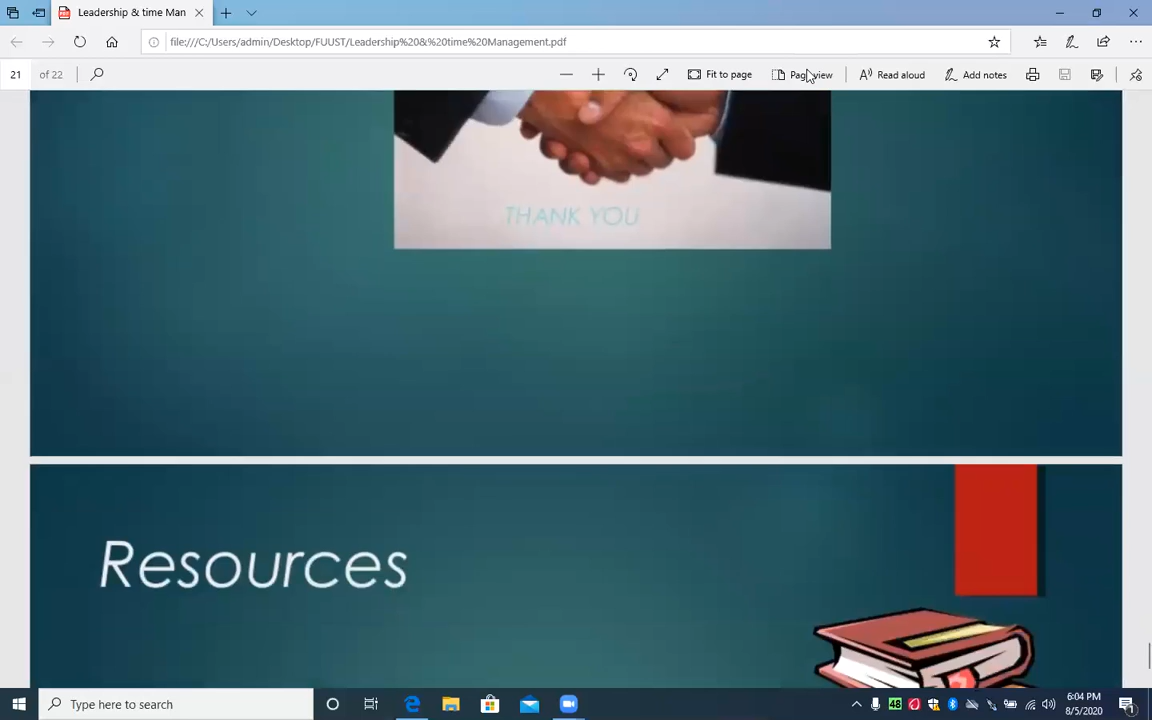 Leadership & time Man
file:///C:/Users/admin/Desktop/FUUST/Leadership%20&%20time%20Management.pdf
21 of 22
Fit to page
Page view
Read aloud
Add notes
THANK YOU
Resources
Type here to search
48
6:04 PM
8/5/2020
1